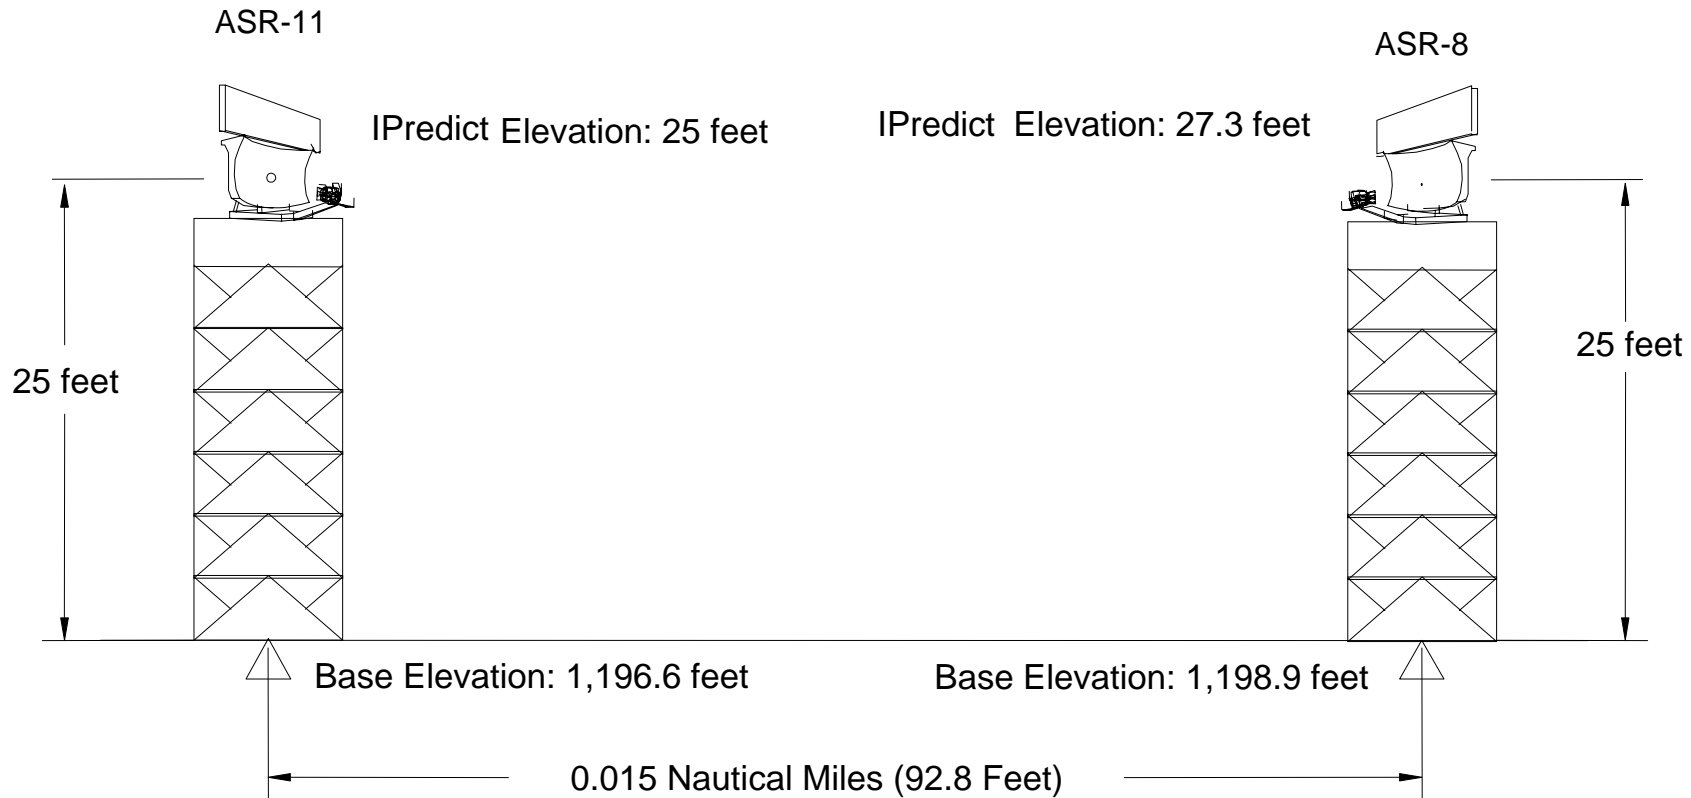 ASR-11
ASR-8
IPredict Elevation: 25 feet
IPredict Elevation: 27.3 feet
25 feet
25 feet
Base Elevation: 1,196.6 feet
Base Elevation: 1,198.9 feet
0.015 Nautical Miles (92.8 Feet)